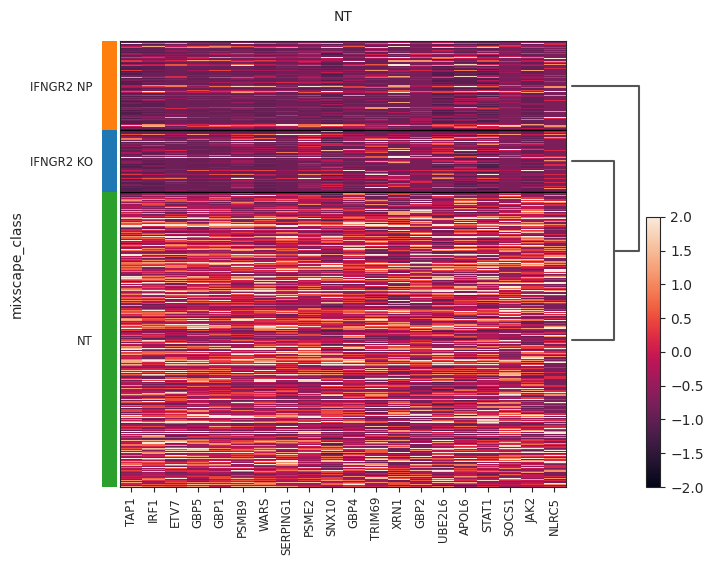 NT
IFNGR2 NP
IFNGR2 KO
NT
mixscape_class
2.0
1.5
1.0
0.5
0.0
−0.5
−1.0
−1.5
−2.0
TAP1
IRF1
ETV7
GBP5
GBP1
PSMB9
WARS
SERPING1
PSME2
SNX10
GBP4
TRIM69
XRN1
GBP2
UBE2L6
APOL6
STAT1
SOCS1
JAK2
NLRC5